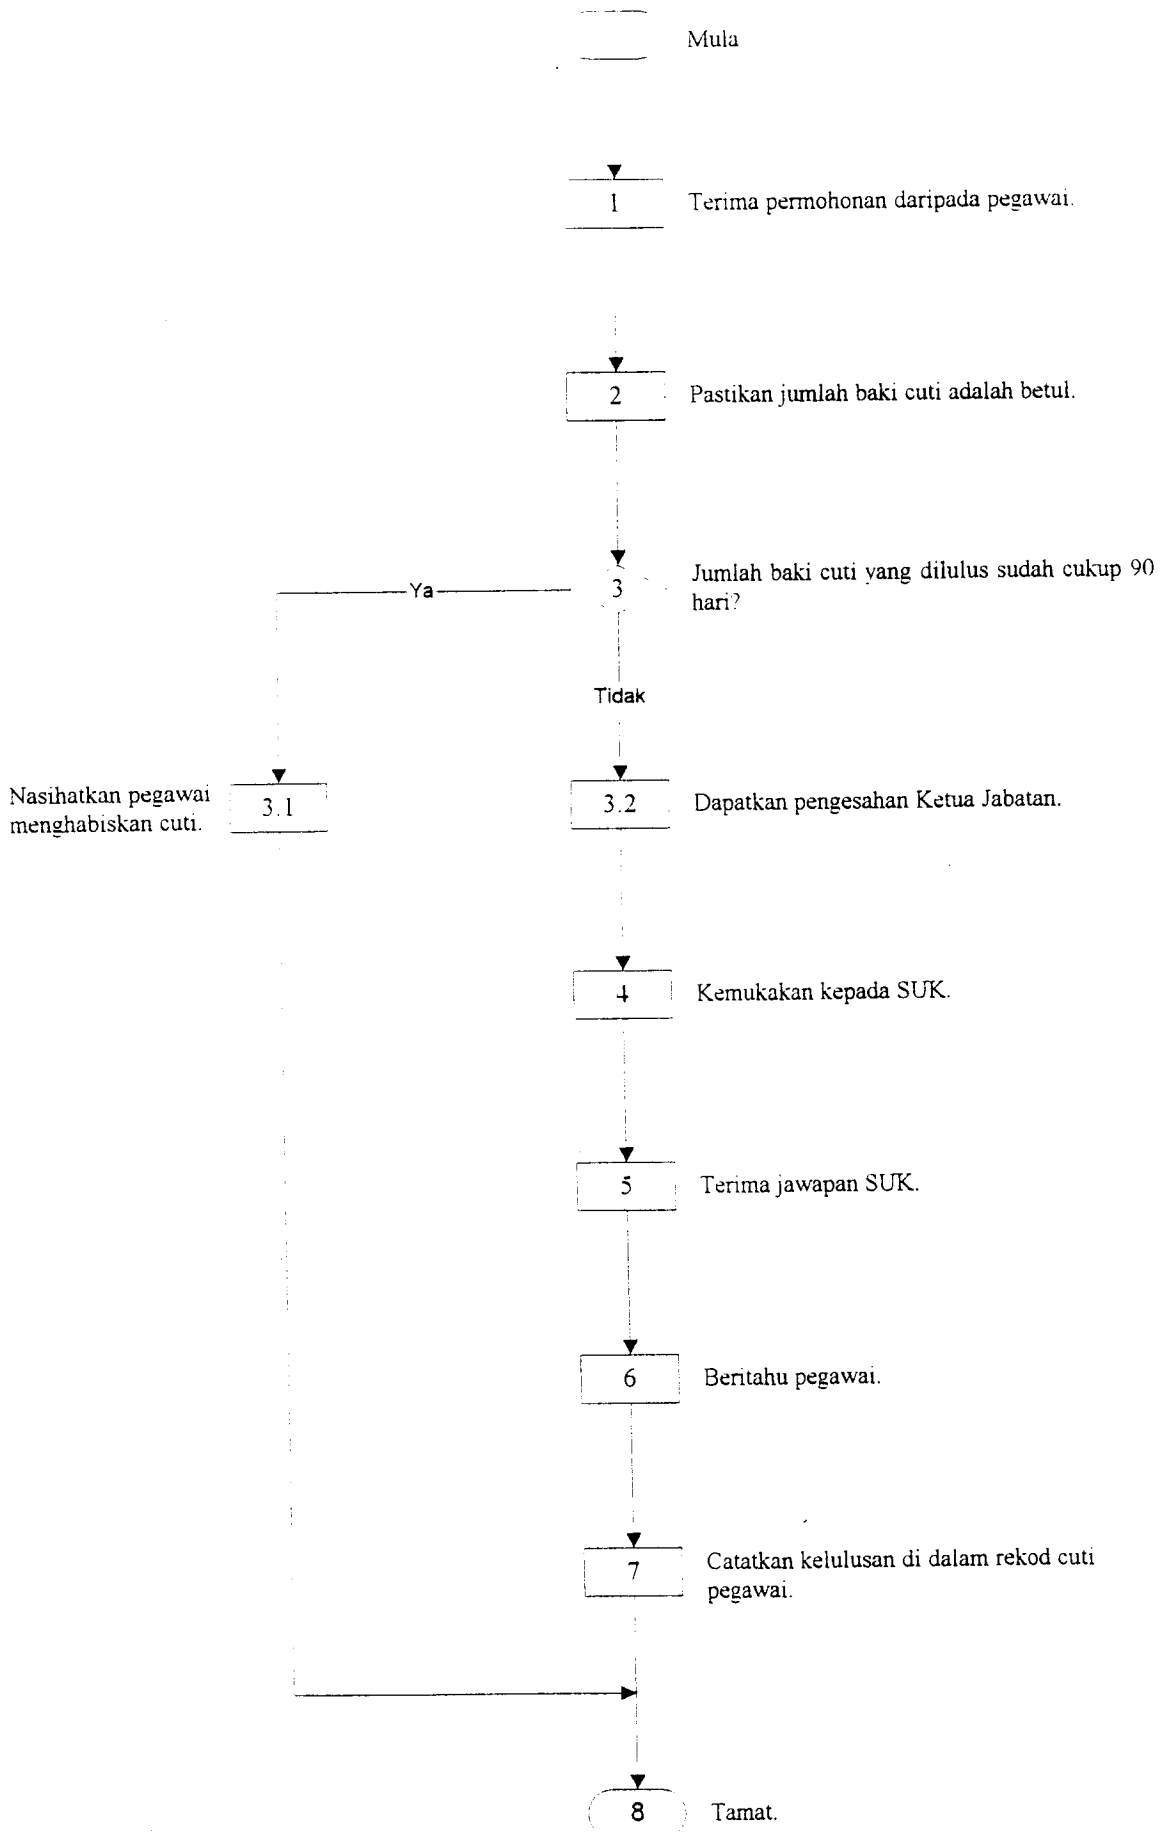 Mula
1
Terima permohonan daripada pegawai.
2
Pastikan jumlah baki cuti adalah betul.
3
Jumlah baki cuti yang dilulus sudah cukup 90
hari?
Ya
Tidak
Nasihatkan pegawai
menghabiskan cuti.
3.1
3.2
Dapatkan pengesahan Ketua Jabatan.
4
Kemukakan kepada SUK.
5
Terima jawapan SUK.
6
Beritahu pegawai.
7
Catatkan kelulusan di dalam rekod cuti
pegawai.
8
Tamat.